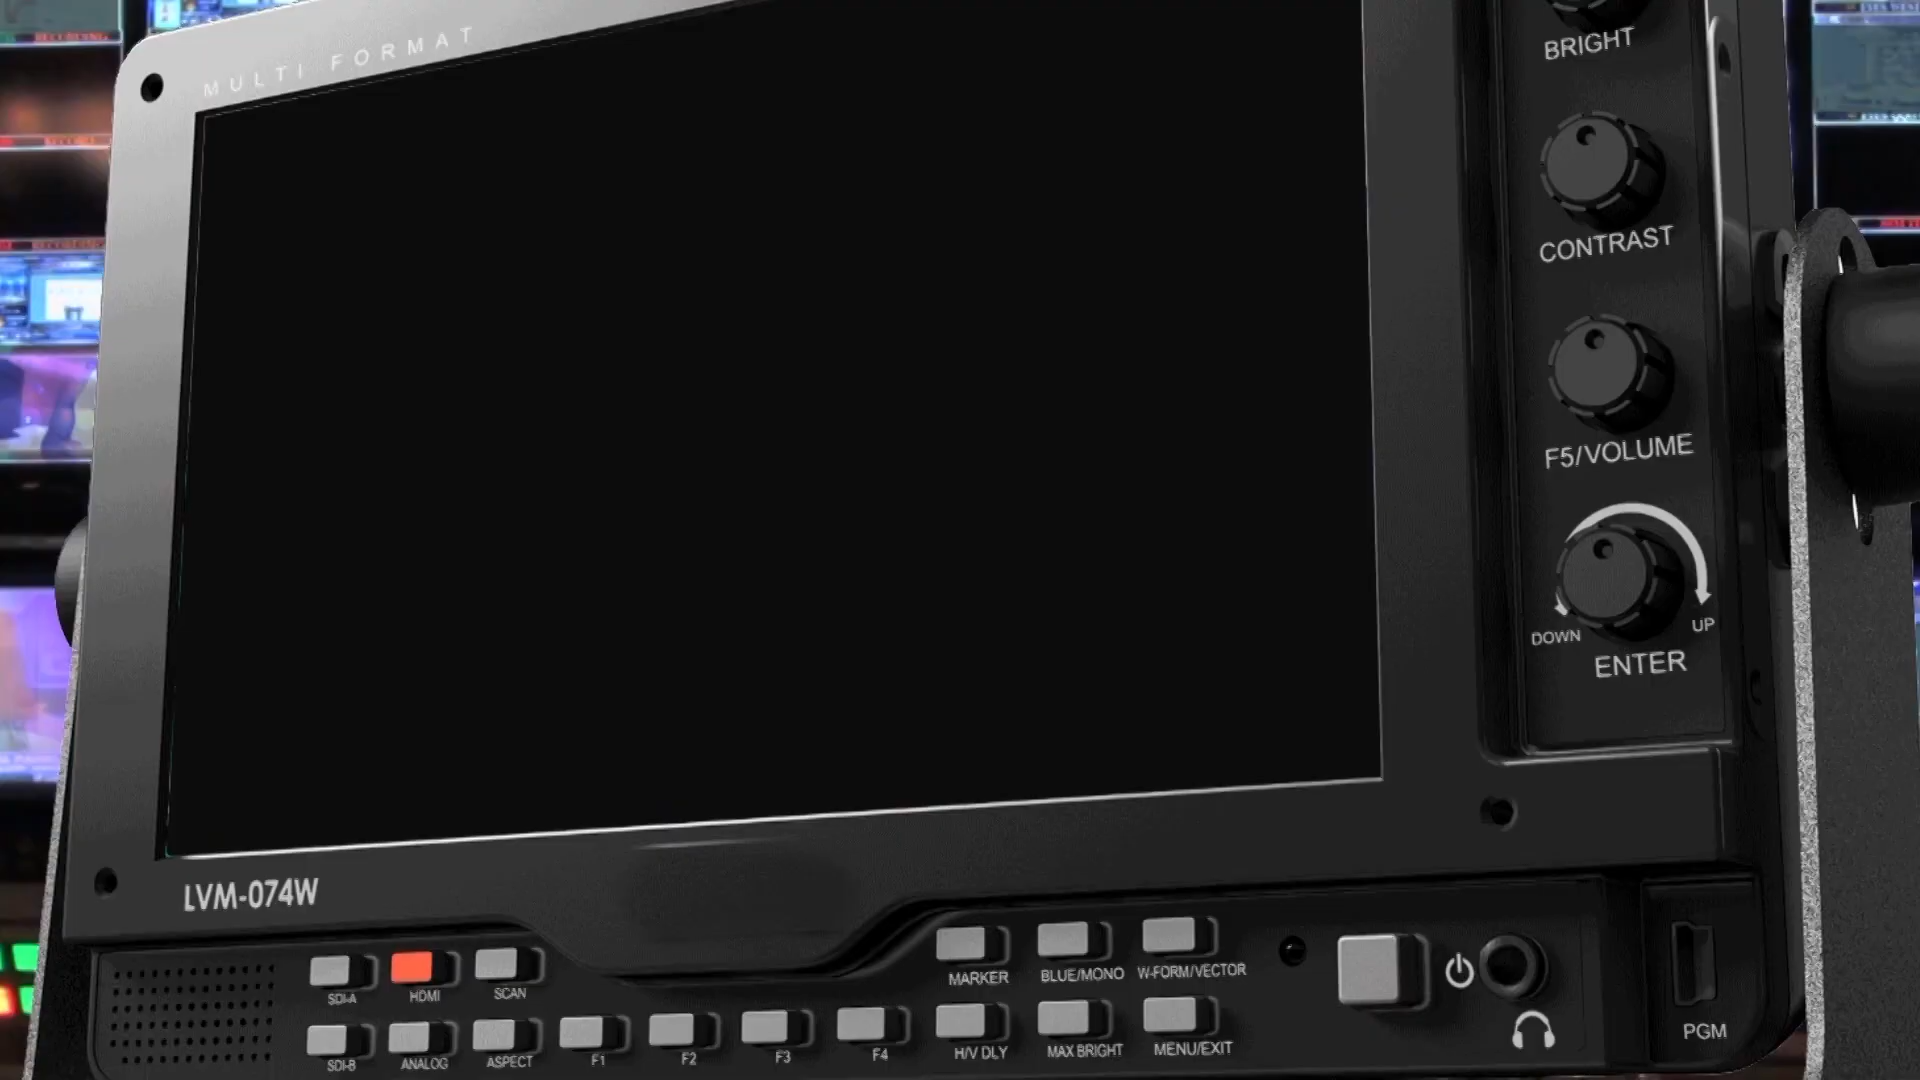 MULTI FORMAT
BRIGHT
CONTRAST
F5/VOLUME
DOWN
UP
ENTER
LVM-074W
MARKER
BLUE/MONO
W-FORM/VECTOR
SDI-A
HDMI
SCAN
SDI-B
ANALOG
ASPECT
F1
F2
F3
F4
H/V DLY
MAX BRIGHT
MENU/EXIT
PGM